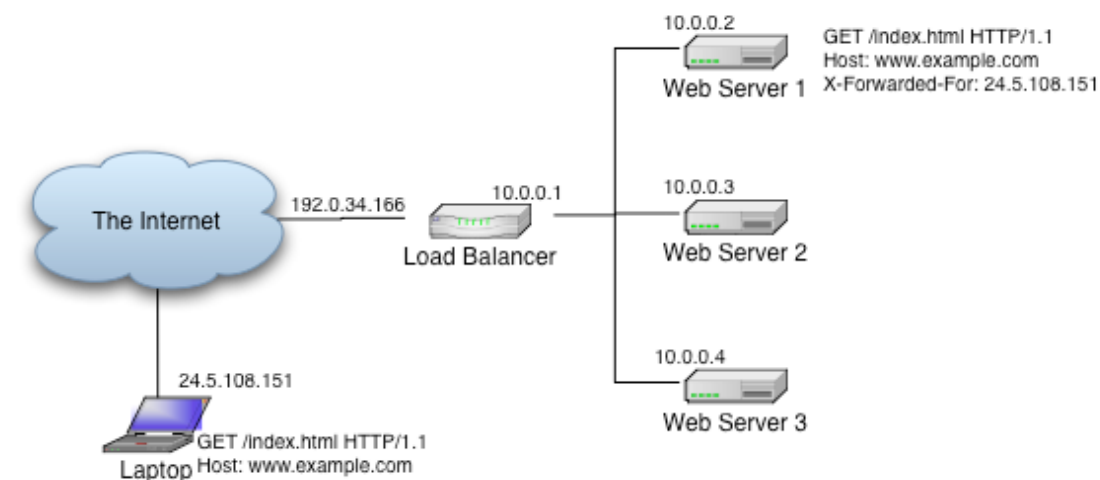 10.0.0.2
GET /index.html HTTP/1.1
Host: www.example.com
X-Forwarded-For: 24.5.108.151
Web Server 1
The Internet
192.0.34.166
10.0.0.1
Load Balancer
10.0.0.3
Web Server 2
10.0.0.4
Web Server 3
24.5.108.151
GET /index.html HTTP/1.1
Host: www.example.com
Laptop